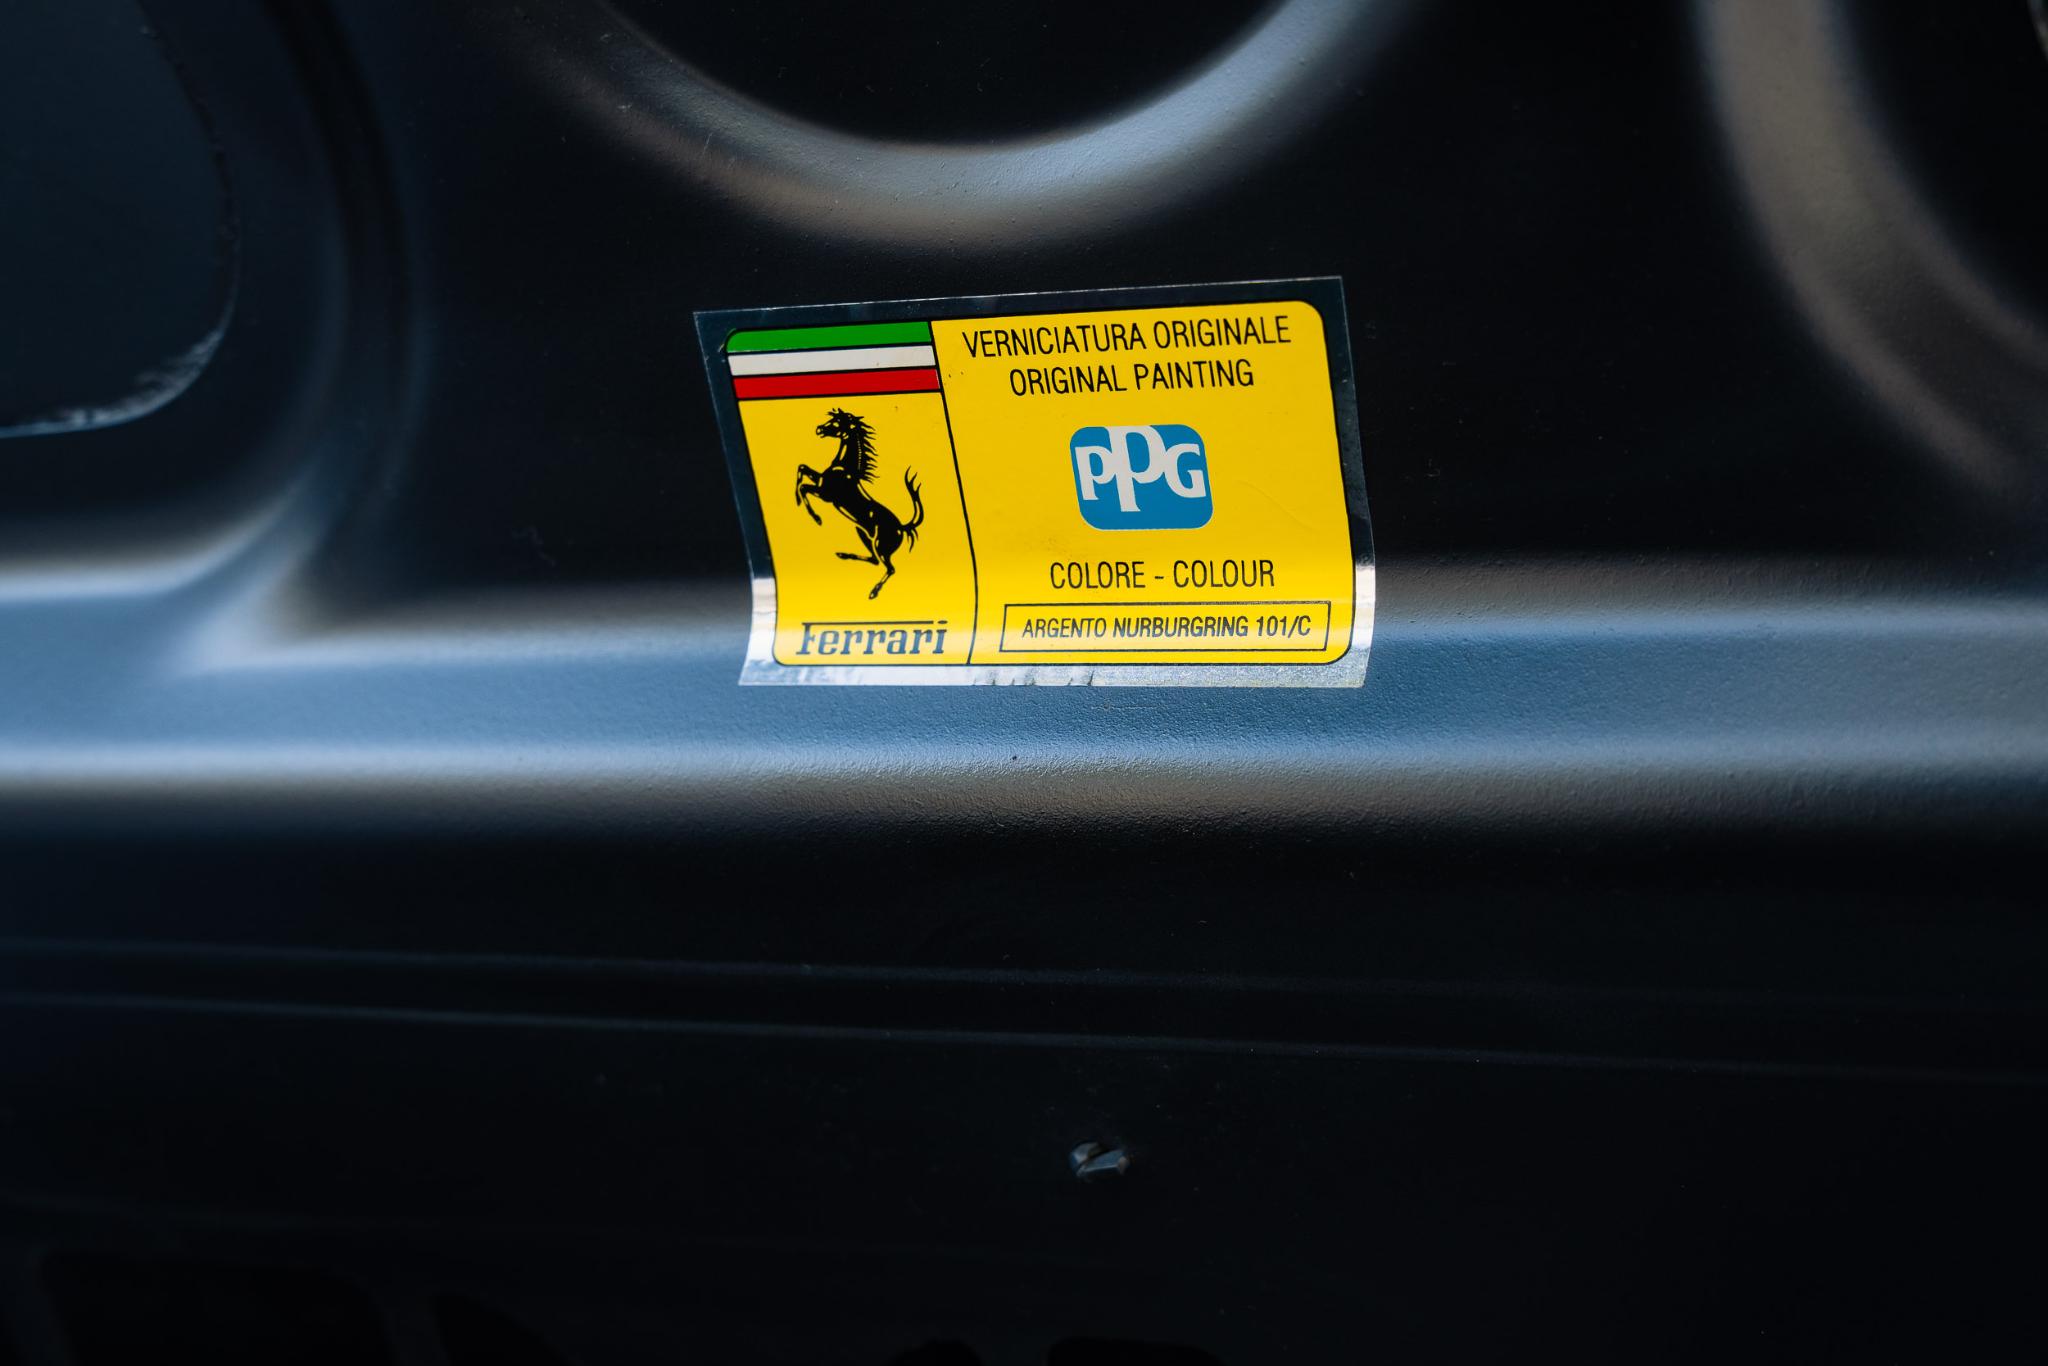 VERNICIATURA ORIGINALE
ORIGINAL PAINTING
PPG
COLORE - COLOUR
ARGENTO NURBURGRING 101/C
Ferrari